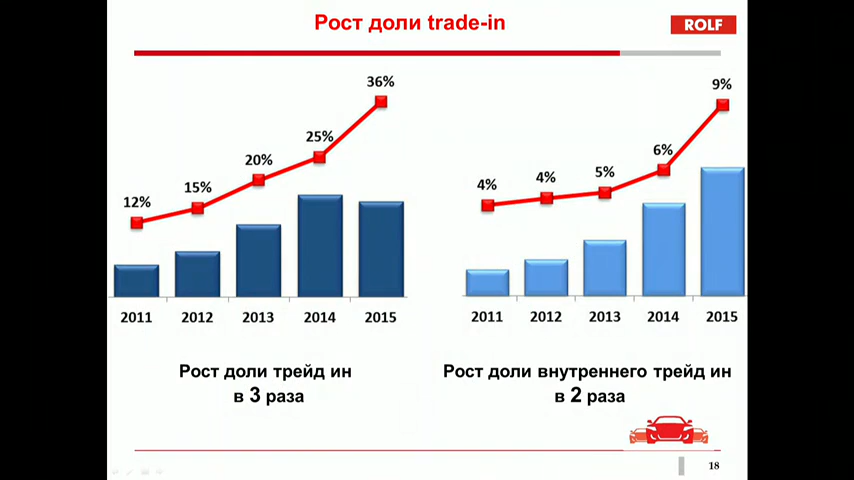 Рост доли trade-in
ROLF
36%
25%
20%
15%
12%
2011 2012 2013 2014 2015
9%
6%
5%
4%
4%
2011 2012 2013 2014 2015
Рост доли трейд ин
в 3 раза
Рост доли внутреннего трейд ин
в 2 раза
18